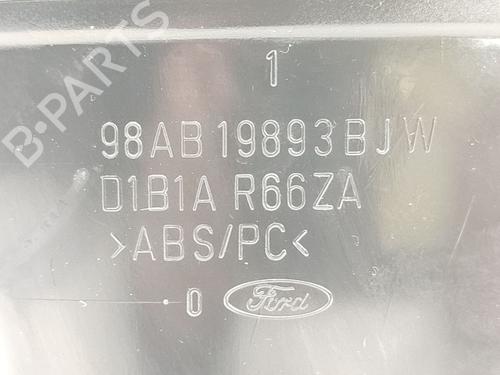 1
98AB 19893 BJW
D1B1A R66ZA
>ABS/PC<
0 Ford
B-PARTS